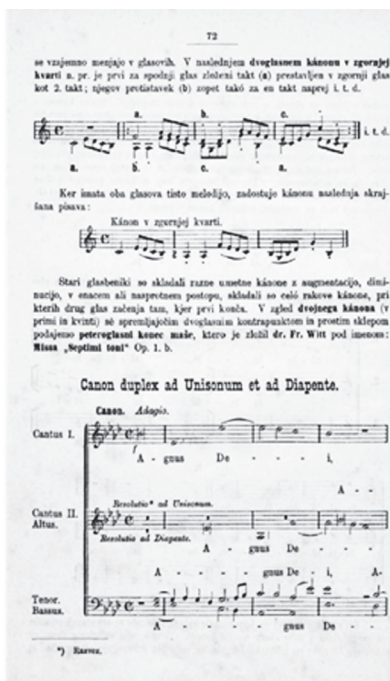 72
se vzajemno menjajo v glasovih. V naslednjem dvoglasnem kánonu v zgornjej
kvarti n. pr. je prvi za spodnji glas zloženi takt (a) prestavljen v zgornji glas
kot 2. takt; njegov protistavek (b) zopet takó za en takt naprej i. t. d.
a. b. c.
i. t. d.
a. b. c. a.
Ker imata oba glasova tisto melodijo, zadostuje kánonu naslednja skraj-
šana pisava:
Kánon v zgornjej kvarti.
Stari glasbeniki so skladali razne umetne kánone z augmentacijo, dimi-
nucijo, v enacem ali nasprotnem postopu, skladali so celó rakove kánone, pri
kterih drug glas začenja tam, kjer prvi konča. V zgled dvojnega kánona (v
primi in kvinti) sè spremljajočim dvoglasnim kontrapunktom in prostim sklepom
podajemo peteroglasni konec maše, ktero je zložil dr. Fr. Witt pod imenom:
Missa „Septimi toni“ Op. 1. b.
Canon duplex ad Unisonum et ad Diapente.
Canon. Adagio.
Cantus I.
f
A - gnus De - - - i,
A -
Resolutio* ad Unisonum.
Cantus II.
Altus.
Resolutio ad Diapente.
A - gnus De - -
A - - - gnus De - i, A-
Tenor.
Bassus.
A - - gnus De -
*) Razvez.